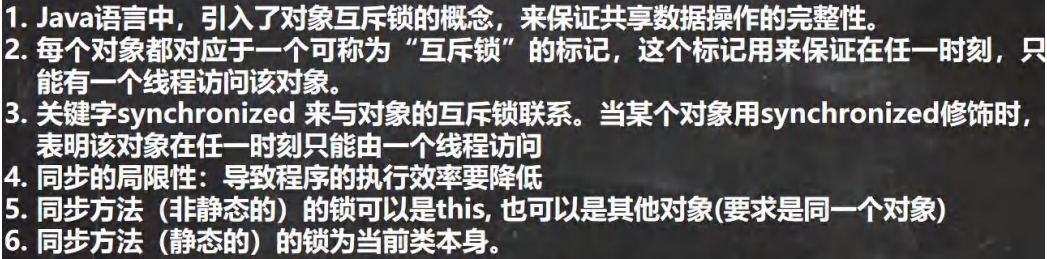 1. Java语言中，引入了对象互斥锁的概念，来保证共享数据操作的完整性。
2. 每个对象都对应于一个可称为“互斥锁”的标记，这个标记用来保证在任一时刻，只
能有一个线程访问该对象。
3. 关键字synchronized 来与对象的互斥锁联系。当某个对象用synchronized修饰时，
表明该对象在任一时刻只能由一个线程访问
4. 同步的局限性：导致程序的执行效率要降低
5. 同步方法（非静态的）的锁可以是this, 也可以是其他对象(要求是同一个对象)
6. 同步方法（静态的）的锁为当前类本身。